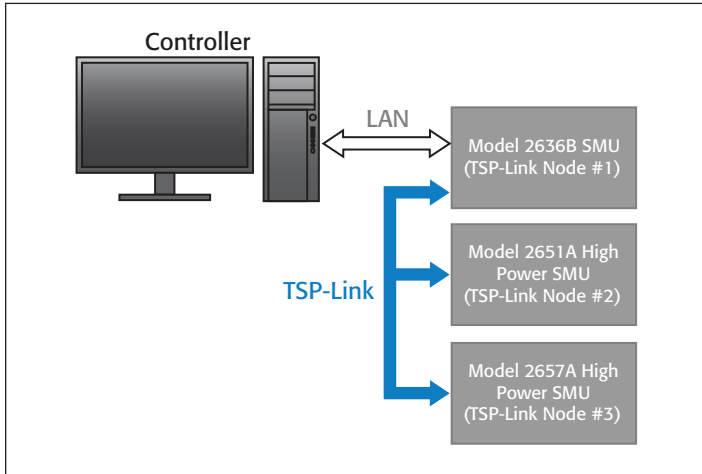 Controller
LAN
Model 2636B SMU
(TSP-Link Node #1)
Model 2651A High
Power SMU
(TSP-Link Node #2)
TSP-Link
Model 2657A High
Power SMU
(TSP-Link Node #3)